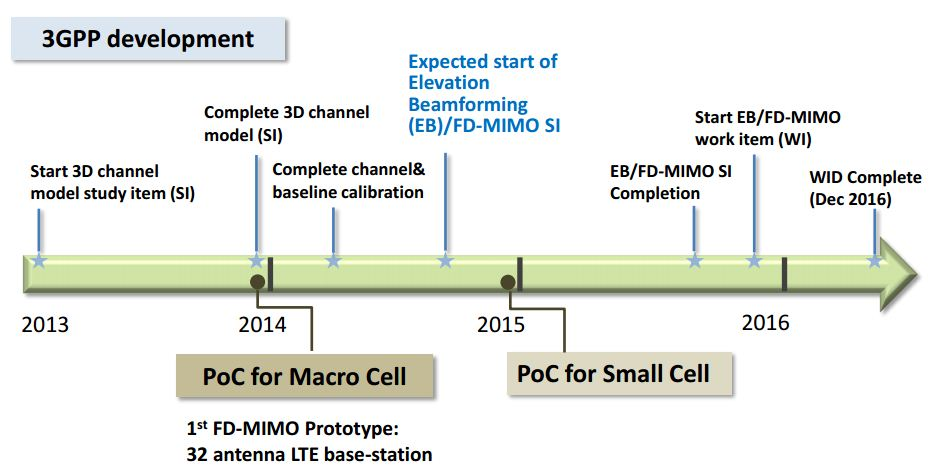 3GPP development
Expected start of
Elevation
Beamforming
(EB)/FD-MIMO SI
Complete 3D channel
model (SI)
Start EB/FD-MIMO
work item (WI)
Start 3D channel
model study item (SI)
Complete channel&
baseline calibration
EB/FD-MIMO SI
Completion
WID Complete
(Dec 2016)
2013
2014
2015
2016
PoC for Macro Cell
PoC for Small Cell
1st FD-MIMO Prototype:
32 antenna LTE base-station